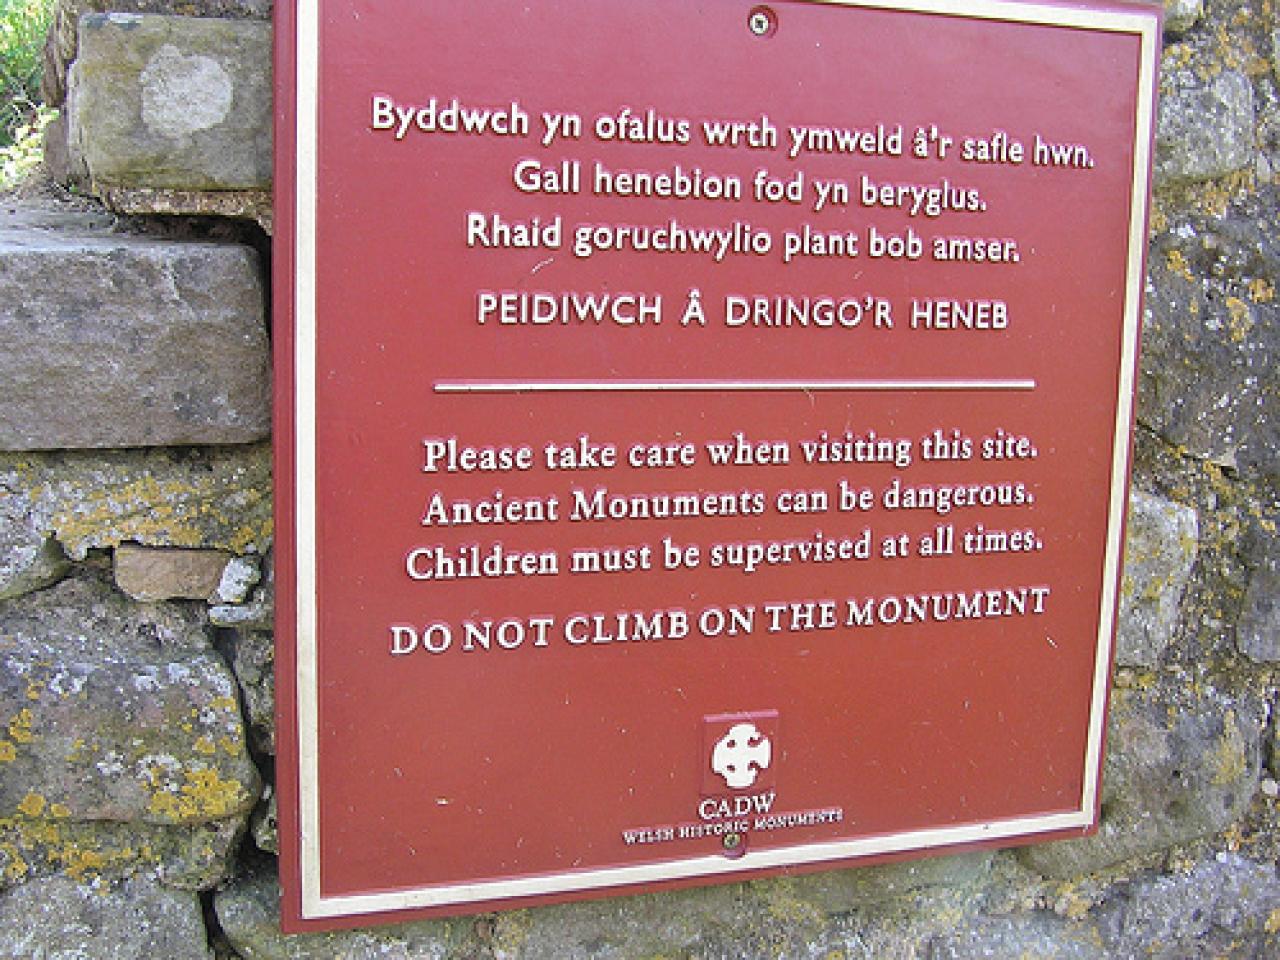 Byddwch yn ofalus wrth ymweld â'r safle hwn.
Gall henebion fod yn beryglus.
Rhaid goruchwylio plant bob amser.
PEIDIWCH Â DRINGO'R HENEB
Please take care when visiting this site.
Ancient Monuments can be dangerous.
Children must be supervised at all times.
DO NOT CLIMB ON THE MONUMENT
CADW
WELSH HISTORIC MONUMENTS